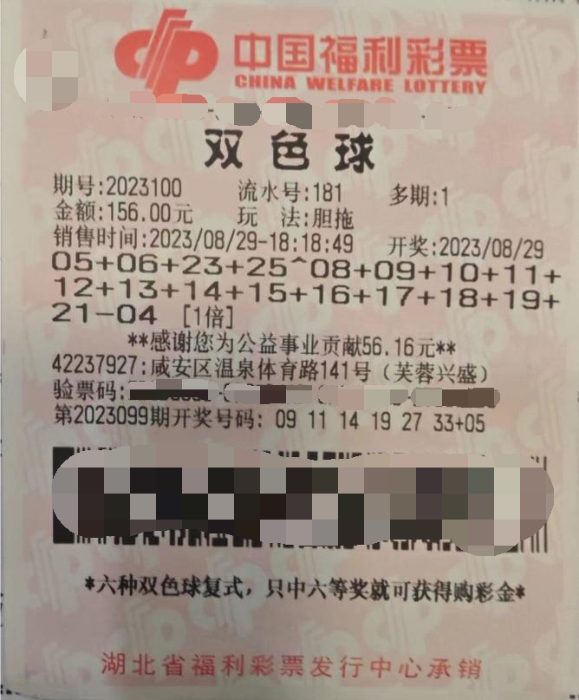 中国福利彩票
CHINA WELFARE LOTTERY
双色球
期号:2023100 流水号:181 多期:1
金额:156.00元 玩 法:胆拖
销售时间:2023/08/29-18:18:49 开奖:2023/08/29
05+06+23+25^08+09+10+11+
12+13+14+15+16+17+18+19+
21-04 [1倍]
**感谢您为公益事业贡献56.16元**
42237927:咸安区温泉体育路141号(芙蓉兴盛)
验票码:
第2023099期开奖号码: 09 11 14 19 27 33+05
*六种双色球复式，只中六等奖就可获得购彩金*
湖北省福利彩票发行中心承销